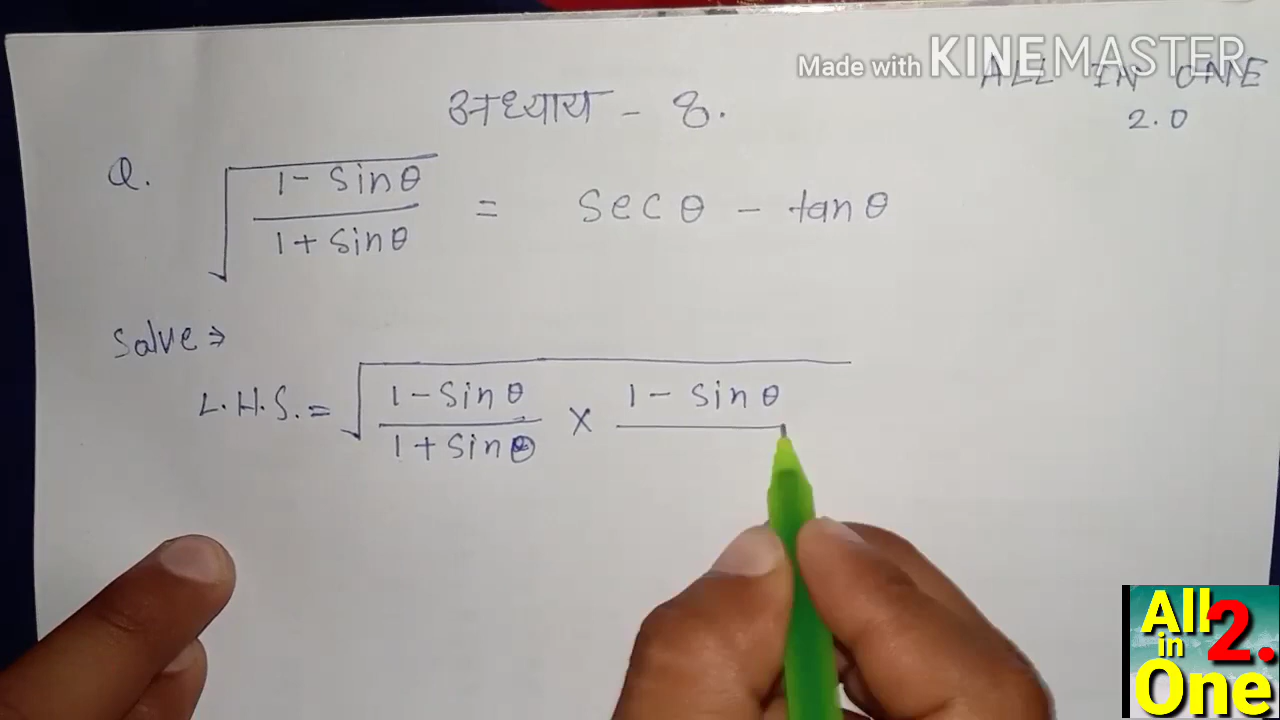 Made with KINEMASTER
ALL IN ONE
2.0
अध्याय - 8.
Q. √(1 - sinθ / 1 + sinθ) = secθ - tanθ
Solve ⇒
L.H.S. = √(1 - sinθ / 1 + sinθ × 1 - sinθ /
All
in 2.
One